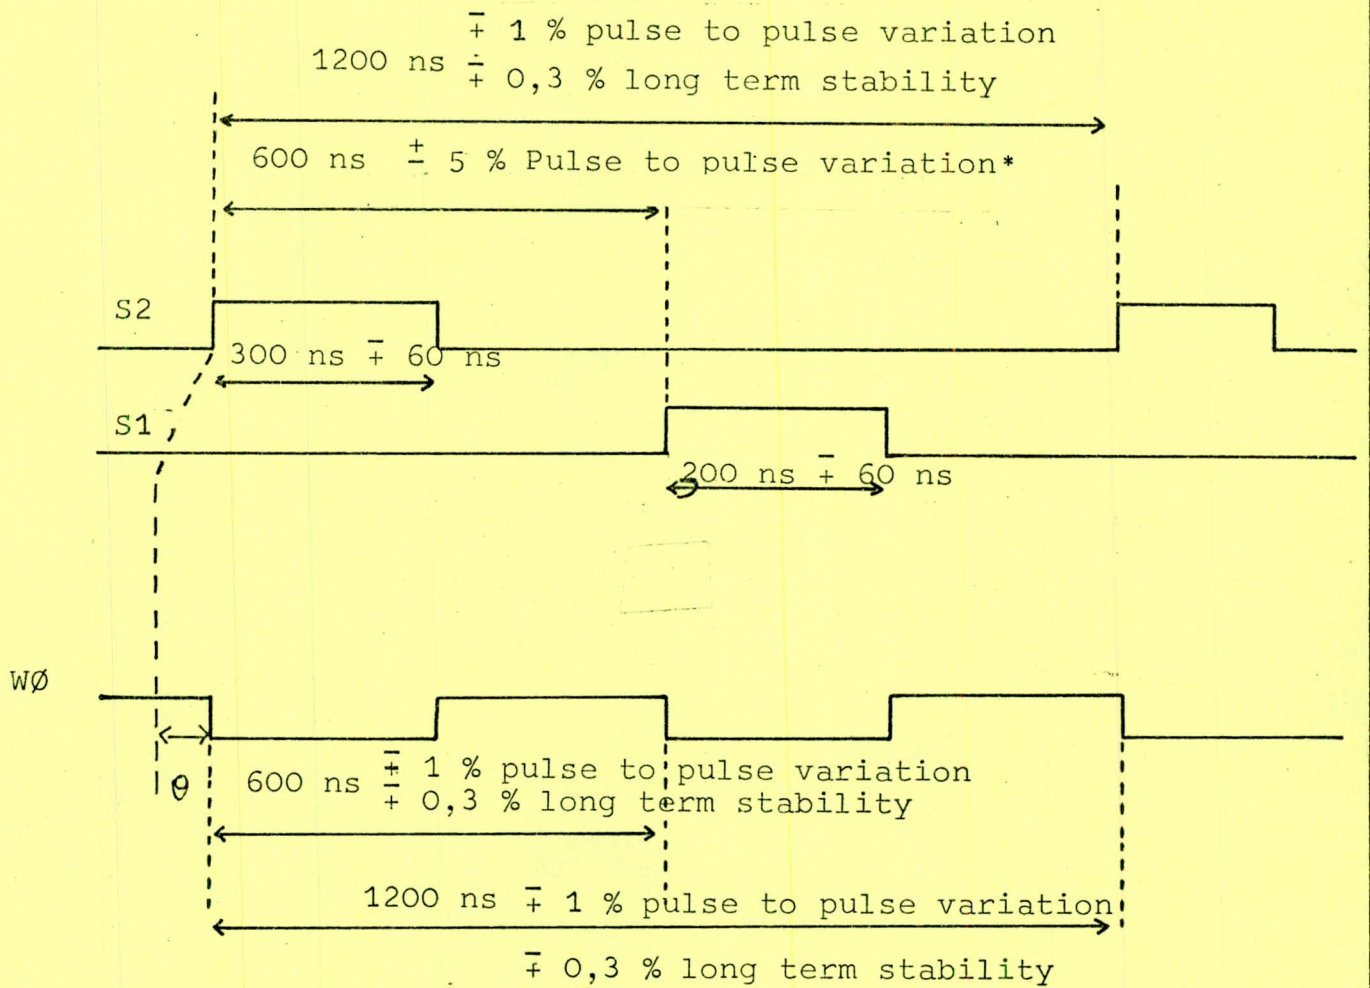 ∓ 1 % pulse to pulse variation
1200 ns ∓ 0,3 % long term stability
600 ns ± 5 % Pulse to pulse variation*
S2
300 ns ∓ 60 ns
S1
200 ns ∓ 60 ns
WØ
θ
600 ns ∓ 1 % pulse to pulse variation
∓ 0,3 % long term stability
1200 ns ∓ 1 % pulse to pulse variation
∓ 0,3 % long term stability